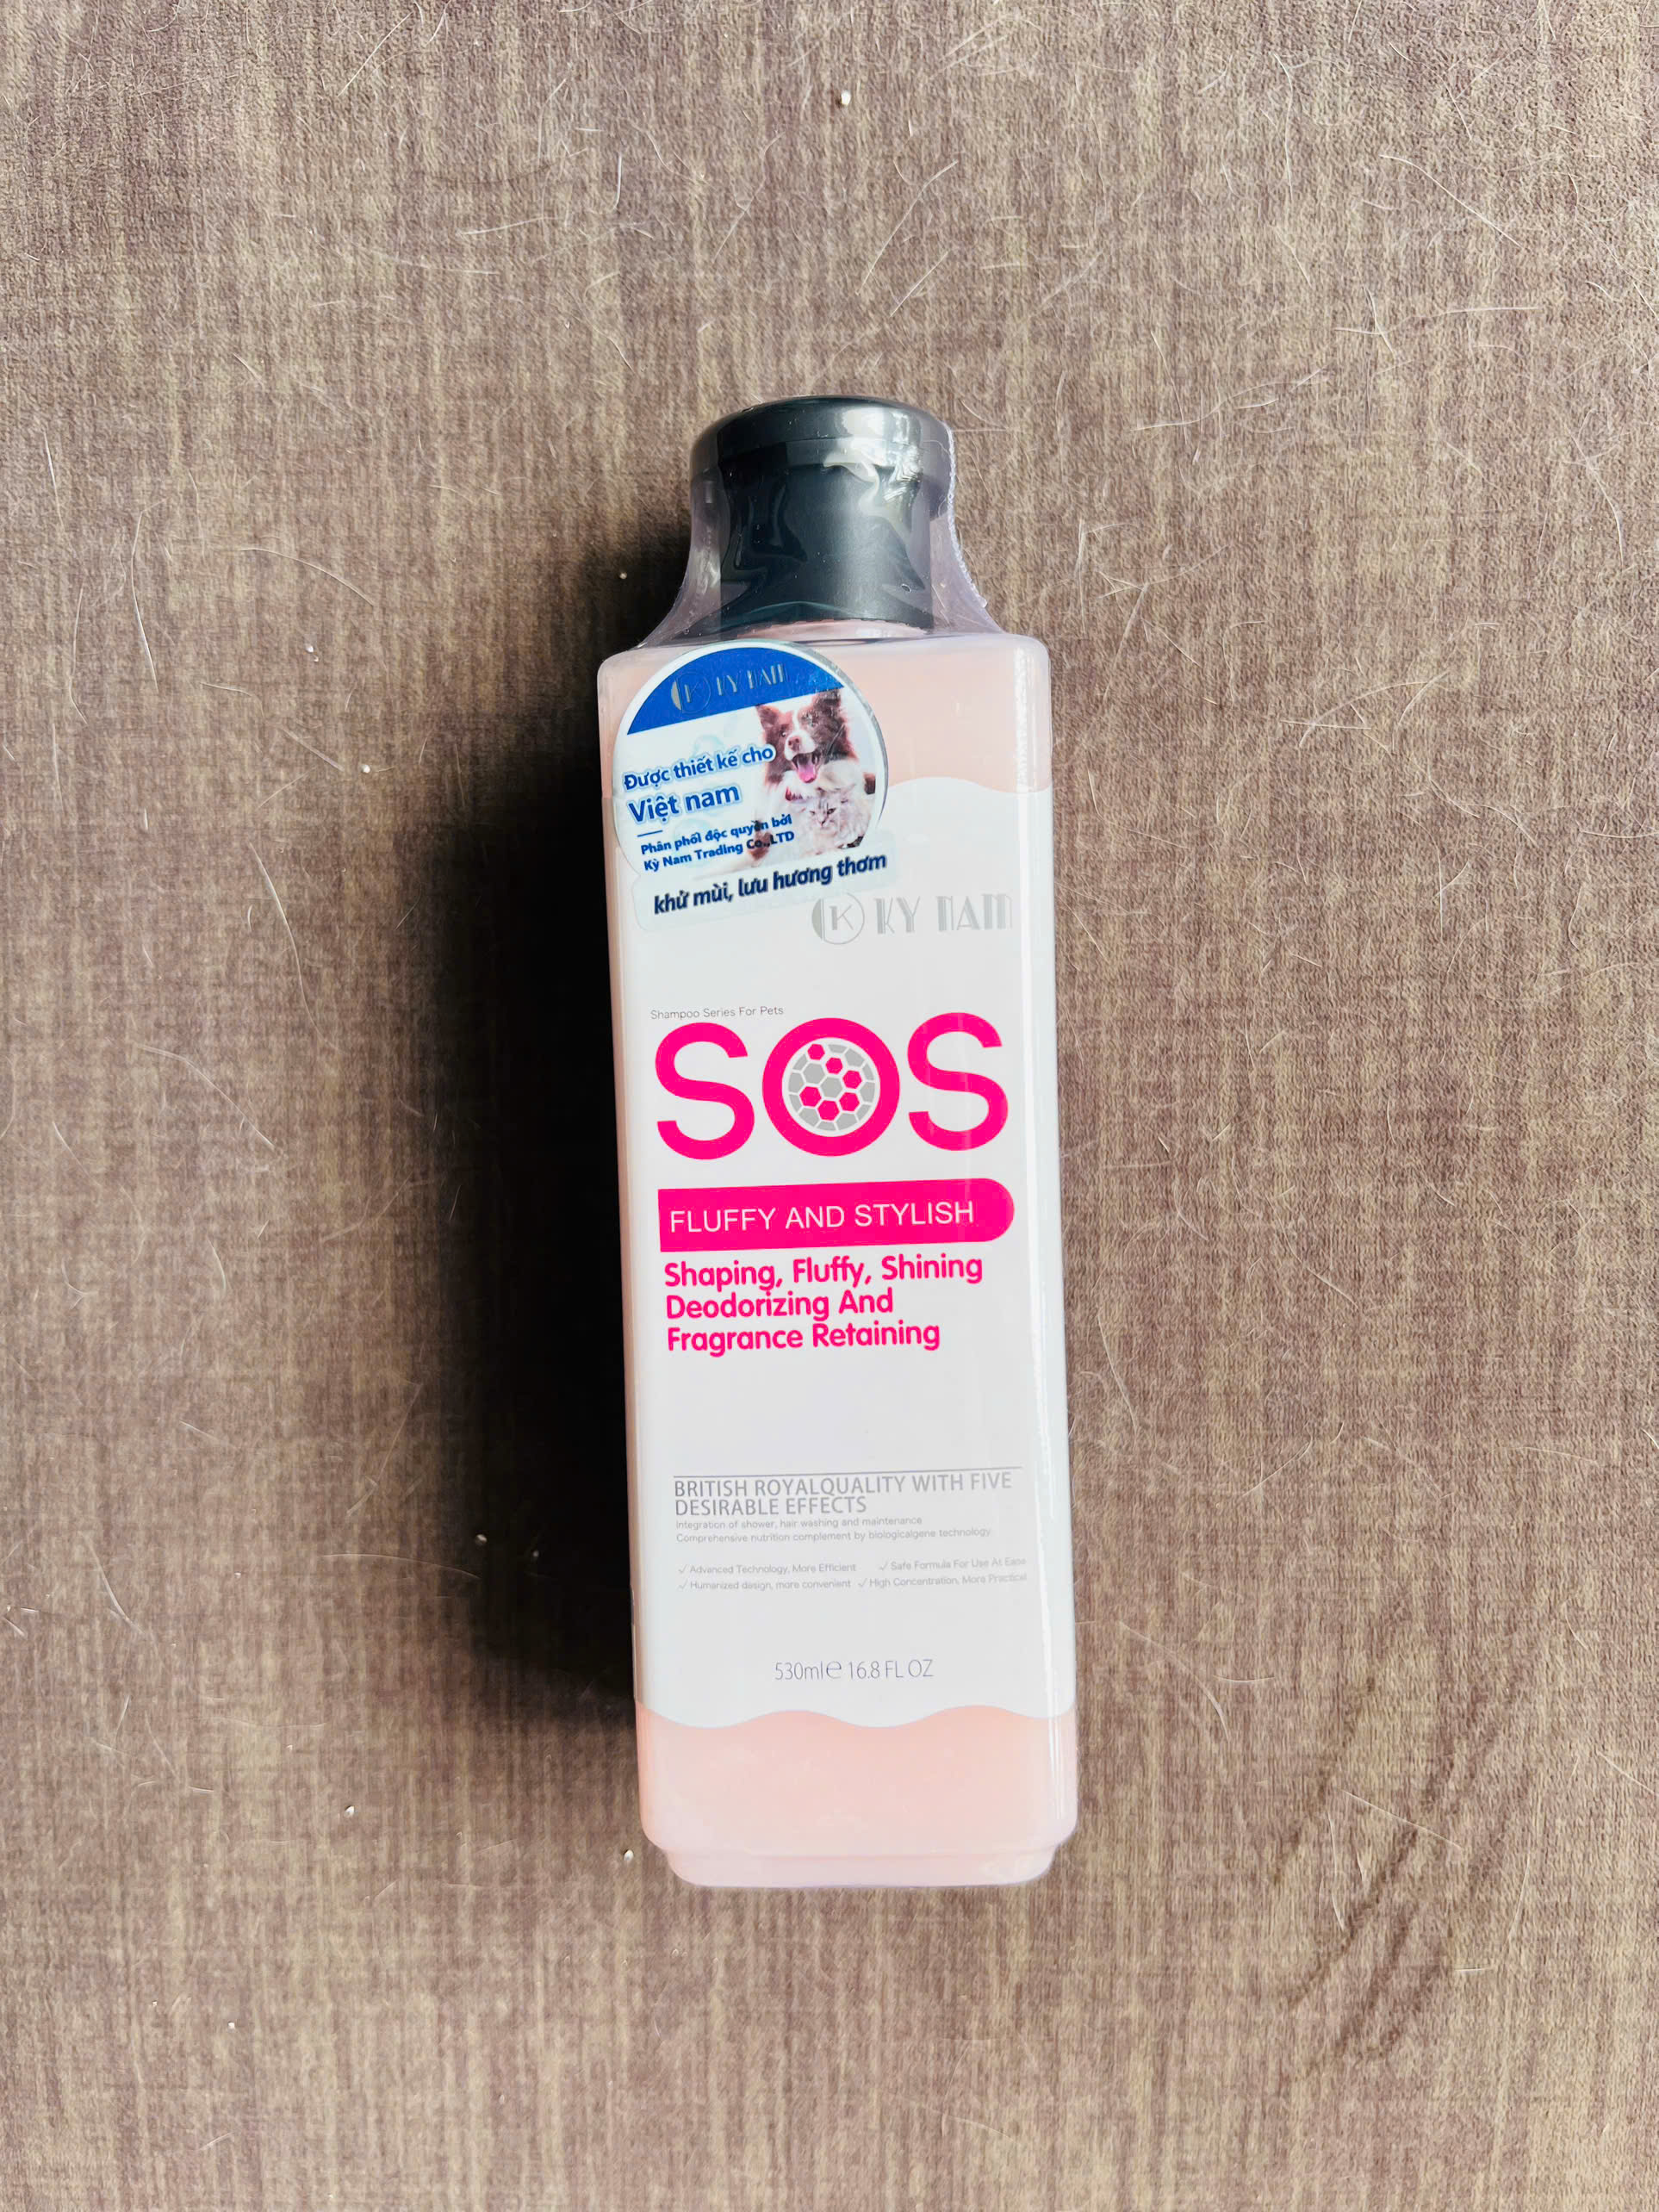 KY NAM
Được thiết kế cho
Việt nam
Phân phối độc quyền bởi
Kỳ Nam Trading Co.,LTD
khử mùi, lưu hương thơm
K KY NAM
Shampoo Series For Pets
SOS
FLUFFY AND STYLISH
Shaping, Fluffy, Shining
Deodorizing And
Fragrance Retaining
BRITISH ROYALQUALITY WITH FIVE
DESIRABLE EFFECTS
Integration of shower, hair washing and maintenance
Comprehensive nutrition complement by biologicalgene technology.
✓ Advanced Technology, More Efficient ✓ Safe Formula For Use At Ease
✓ Humanized design, more convenient ✓ High Concentration, More Practical
530ml℮ 16.8 FL OZ